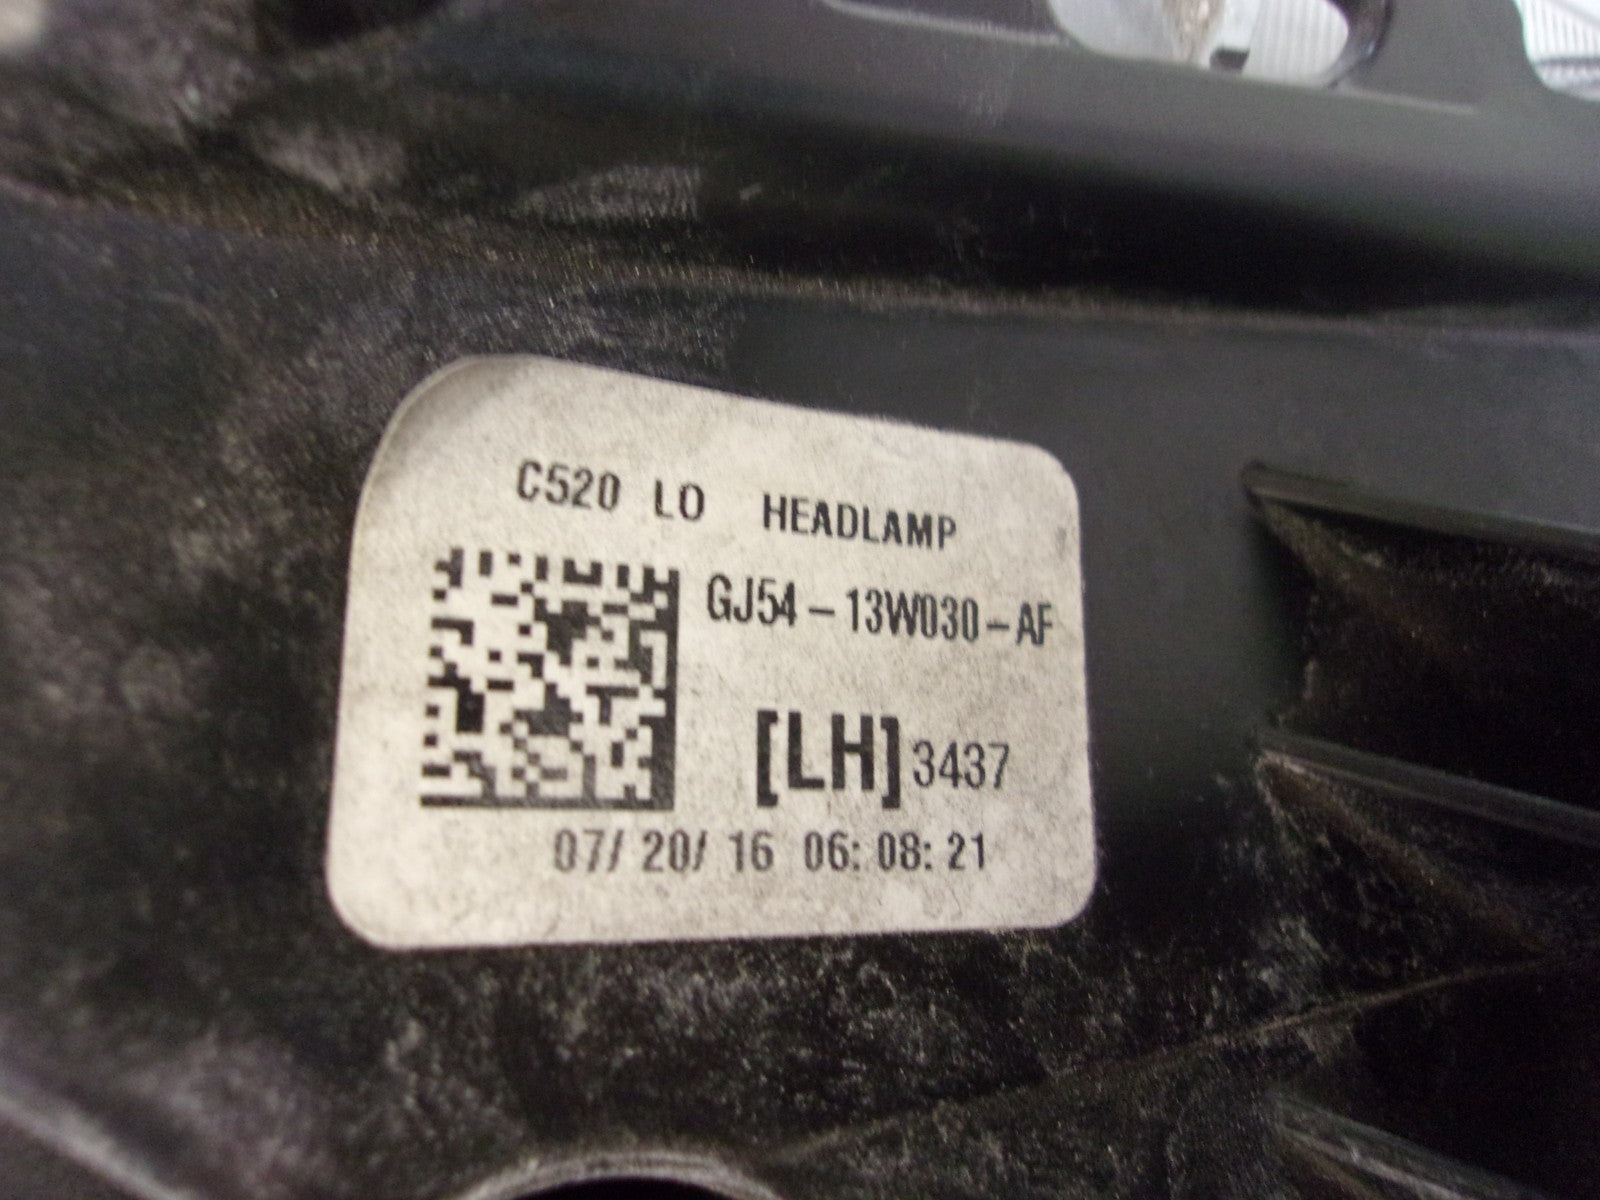 C520 LO HEADLAMP
GJ54-13W030-AF
[LH] 3437
07/20/16 06:08:21